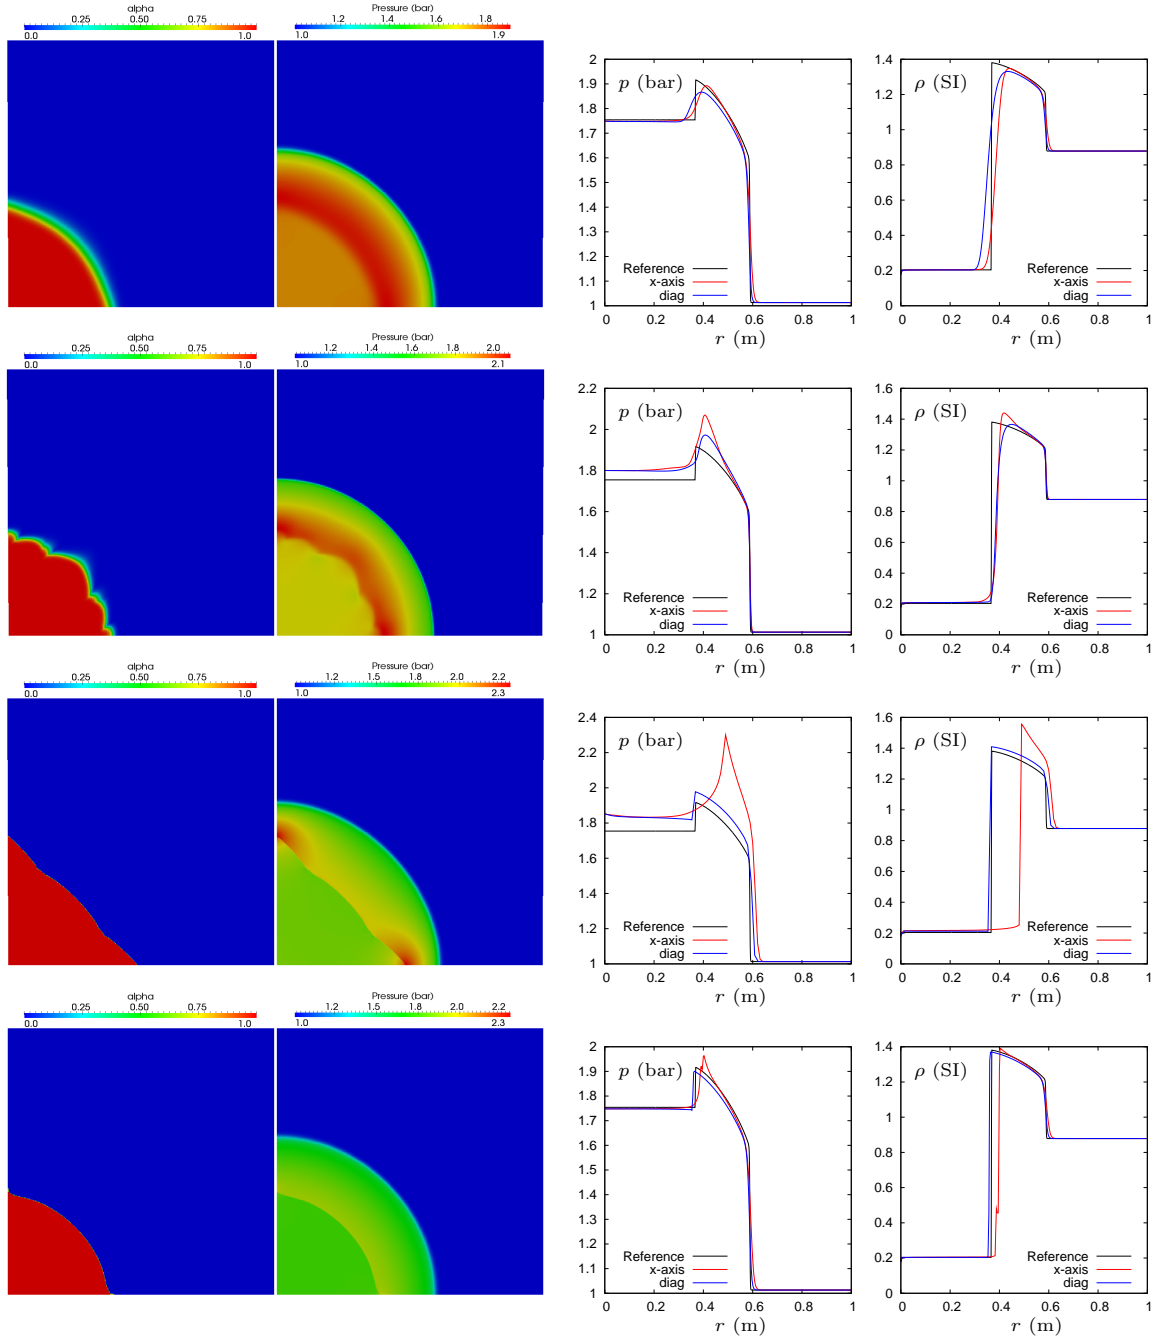 alpha
0.25 0.50 0.75
0.0 1.0
Pressure (bar)
1.2 1.4 1.6 1.8
1.0 1.9
p (bar)
2
1.9
1.8
1.7
1.6
1.5
1.4
1.3
1.2
1.1
1
0 0.2 0.4 0.6 0.8 1
Reference
x-axis
diag
r (m)
ρ (SI)
1.4
1.2
1
0.8
0.6
0.4
0.2
0
0 0.2 0.4 0.6 0.8 1
Reference
x-axis
diag
r (m)
alpha
0.25 0.50 0.75
0.0 1.0
Pressure (bar)
1.2 1.4 1.6 1.8 2.0
1.0 2.1
p (bar)
2.2
2
1.8
1.6
1.4
1.2
1
0 0.2 0.4 0.6 0.8 1
Reference
x-axis
diag
r (m)
ρ (SI)
1.6
1.4
1.2
1
0.8
0.6
0.4
0.2
0
0 0.2 0.4 0.6 0.8 1
Reference
x-axis
diag
r (m)
alpha
0.25 0.50 0.75
0.0 1.0
Pressure (bar)
1.2 1.5 1.8 2.0 2.2
1.0 2.3
p (bar)
2.4
2.2
2
1.8
1.6
1.4
1.2
1
0 0.2 0.4 0.6 0.8 1
Reference
x-axis
diag
r (m)
ρ (SI)
1.6
1.4
1.2
1
0.8
0.6
0.4
0.2
0
0 0.2 0.4 0.6 0.8 1
Reference
x-axis
diag
r (m)
alpha
0.25 0.50 0.75
0.0 1.0
Pressure (bar)
1.2 1.5 1.8 2.0 2.2
1.0 2.3
p (bar)
2
1.9
1.8
1.7
1.6
1.5
1.4
1.3
1.2
1.1
1
0 0.2 0.4 0.6 0.8 1
Reference
x-axis
diag
r (m)
ρ (SI)
1.4
1.2
1
0.8
0.6
0.4
0.2
0
0 0.2 0.4 0.6 0.8 1
Reference
x-axis
diag
r (m)